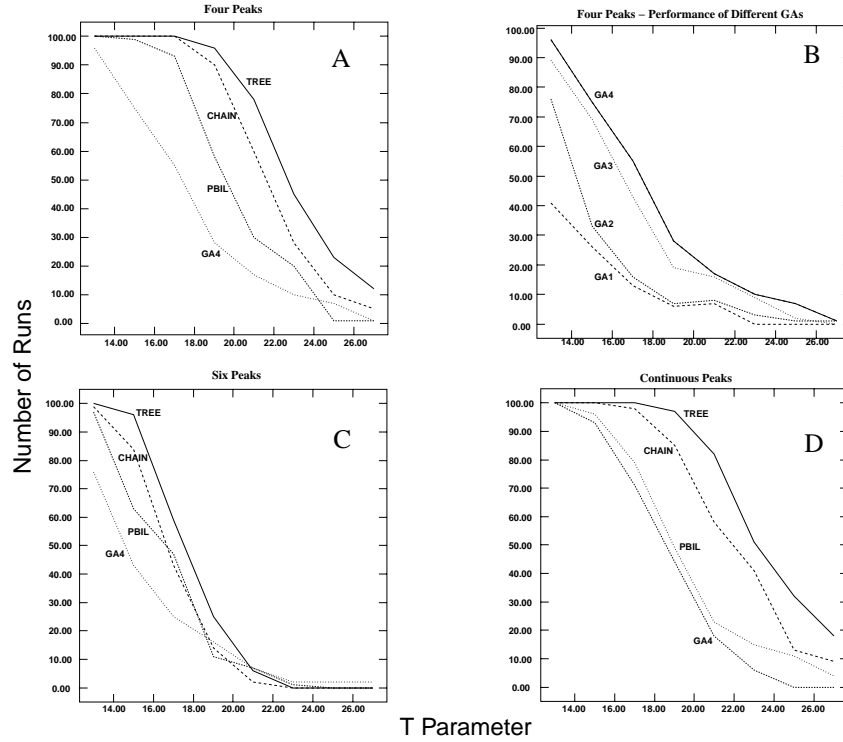 Four Peaks
A
100.00
90.00
80.00
70.00
60.00
50.00
40.00
30.00
20.00
10.00
0.00
TREE
CHAIN
PBIL
GA4
14.00 16.00 18.00 20.00 22.00 24.00 26.00
Four Peaks – Performance of Different GAs
B
100.00
90.00
80.00
70.00
60.00
50.00
40.00
30.00
20.00
10.00
0.00
GA4
GA3
GA2
GA1
14.00 16.00 18.00 20.00 22.00 24.00 26.00
Number of Runs
Six Peaks
C
100.00
90.00
80.00
70.00
60.00
50.00
40.00
30.00
20.00
10.00
0.00
TREE
CHAIN
PBIL
GA4
14.00 16.00 18.00 20.00 22.00 24.00 26.00
Continuous Peaks
D
100.00
90.00
80.00
70.00
60.00
50.00
40.00
30.00
20.00
10.00
0.00
TREE
CHAIN
PBIL
GA4
14.00 16.00 18.00 20.00 22.00 24.00 26.00
T Parameter